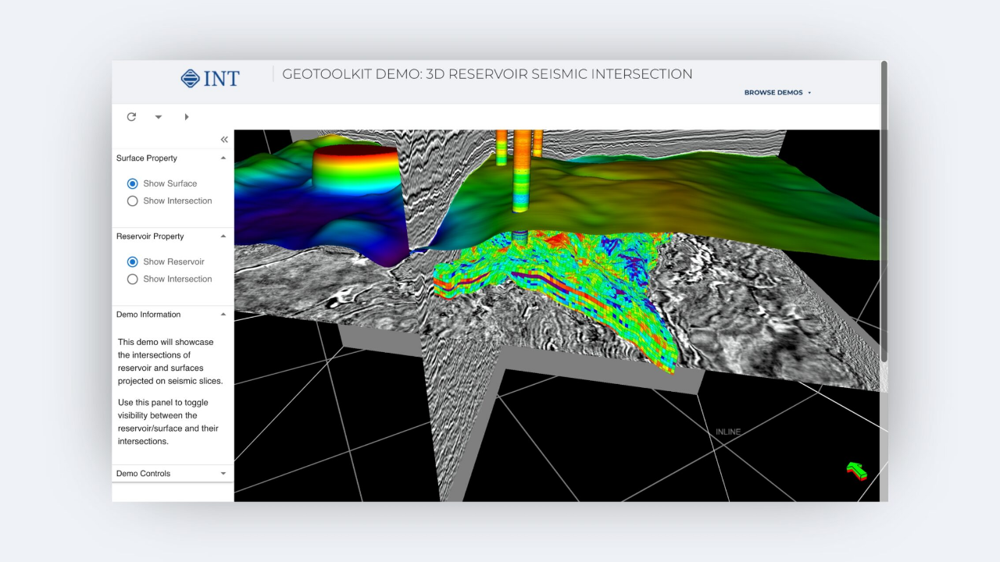 INT
GEOTOOLKIT DEMO: 3D RESERVOIR SEISMIC INTERSECTION
BROWSE DEMOS
Surface Property
Show Surface
Show Intersection
Reservoir Property
Show Reservoir
Show Intersection
Demo Information
This demo will showcase
the intersections of
reservoir and surfaces
projected on seismic slices.
Use this panel to toggle
visibility between the
reservoir/surface and their
intersections.
Demo Controls
INLINE